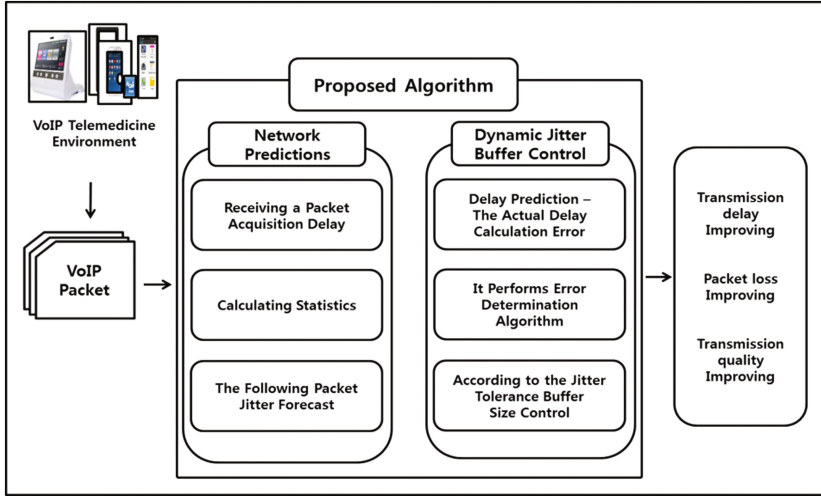 Proposed Algorithm
VoIP Telemedicine
Environment
VoIP
Packet
Network
Predictions
Receiving a Packet
Acquisition Delay
Calculating Statistics
The Following Packet
Jitter Forecast
Dynamic Jitter
Buffer Control
Delay Prediction –
The Actual Delay
Calculation Error
It Performs Error
Determination
Algorithm
According to the Jitter
Tolerance Buffer
Size Control
Transmission
delay
Improving
Packet loss
Improving
Transmission
quality
Improving